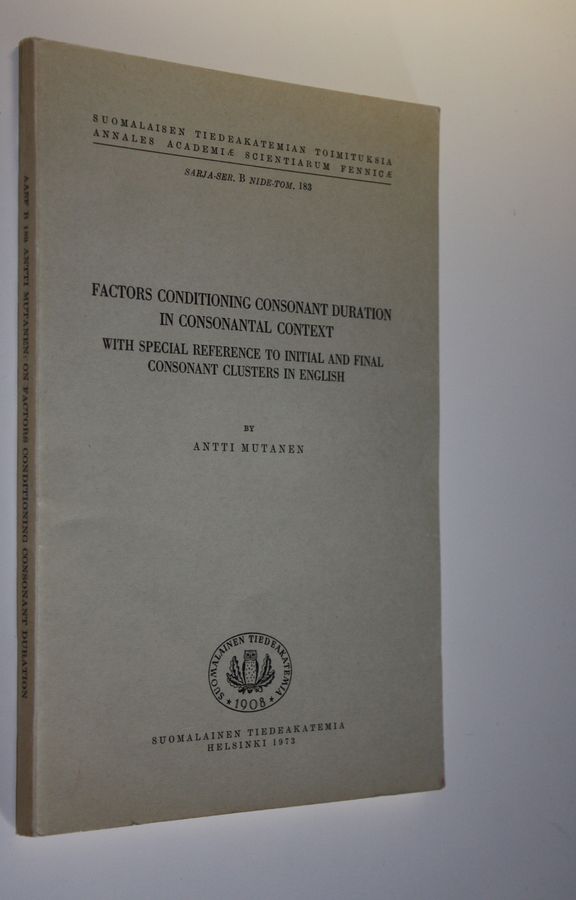 SUOMALAISEN TIEDEAKATEMIAN TOIMITUKSIA
ANNALES ACADEMIÆ SCIENTIARUM FENNICÆ
SARJA-SER. B NIDE-TOM. 183
FACTORS CONDITIONING CONSONANT DURATION
IN CONSONANTAL CONTEXT
WITH SPECIAL REFERENCE TO INITIAL AND FINAL
CONSONANT CLUSTERS IN ENGLISH
BY
ANTTI MUTANEN
SUOMALAINEN TIEDEAKATEMIA
★ 1908 ★
SUOMALAINEN TIEDEAKATEMIA
HELSINKI 1973
AASF B 183 ANTTI MUTANEN: ON FACTORS CONDITIONING CONSONANT DURATION